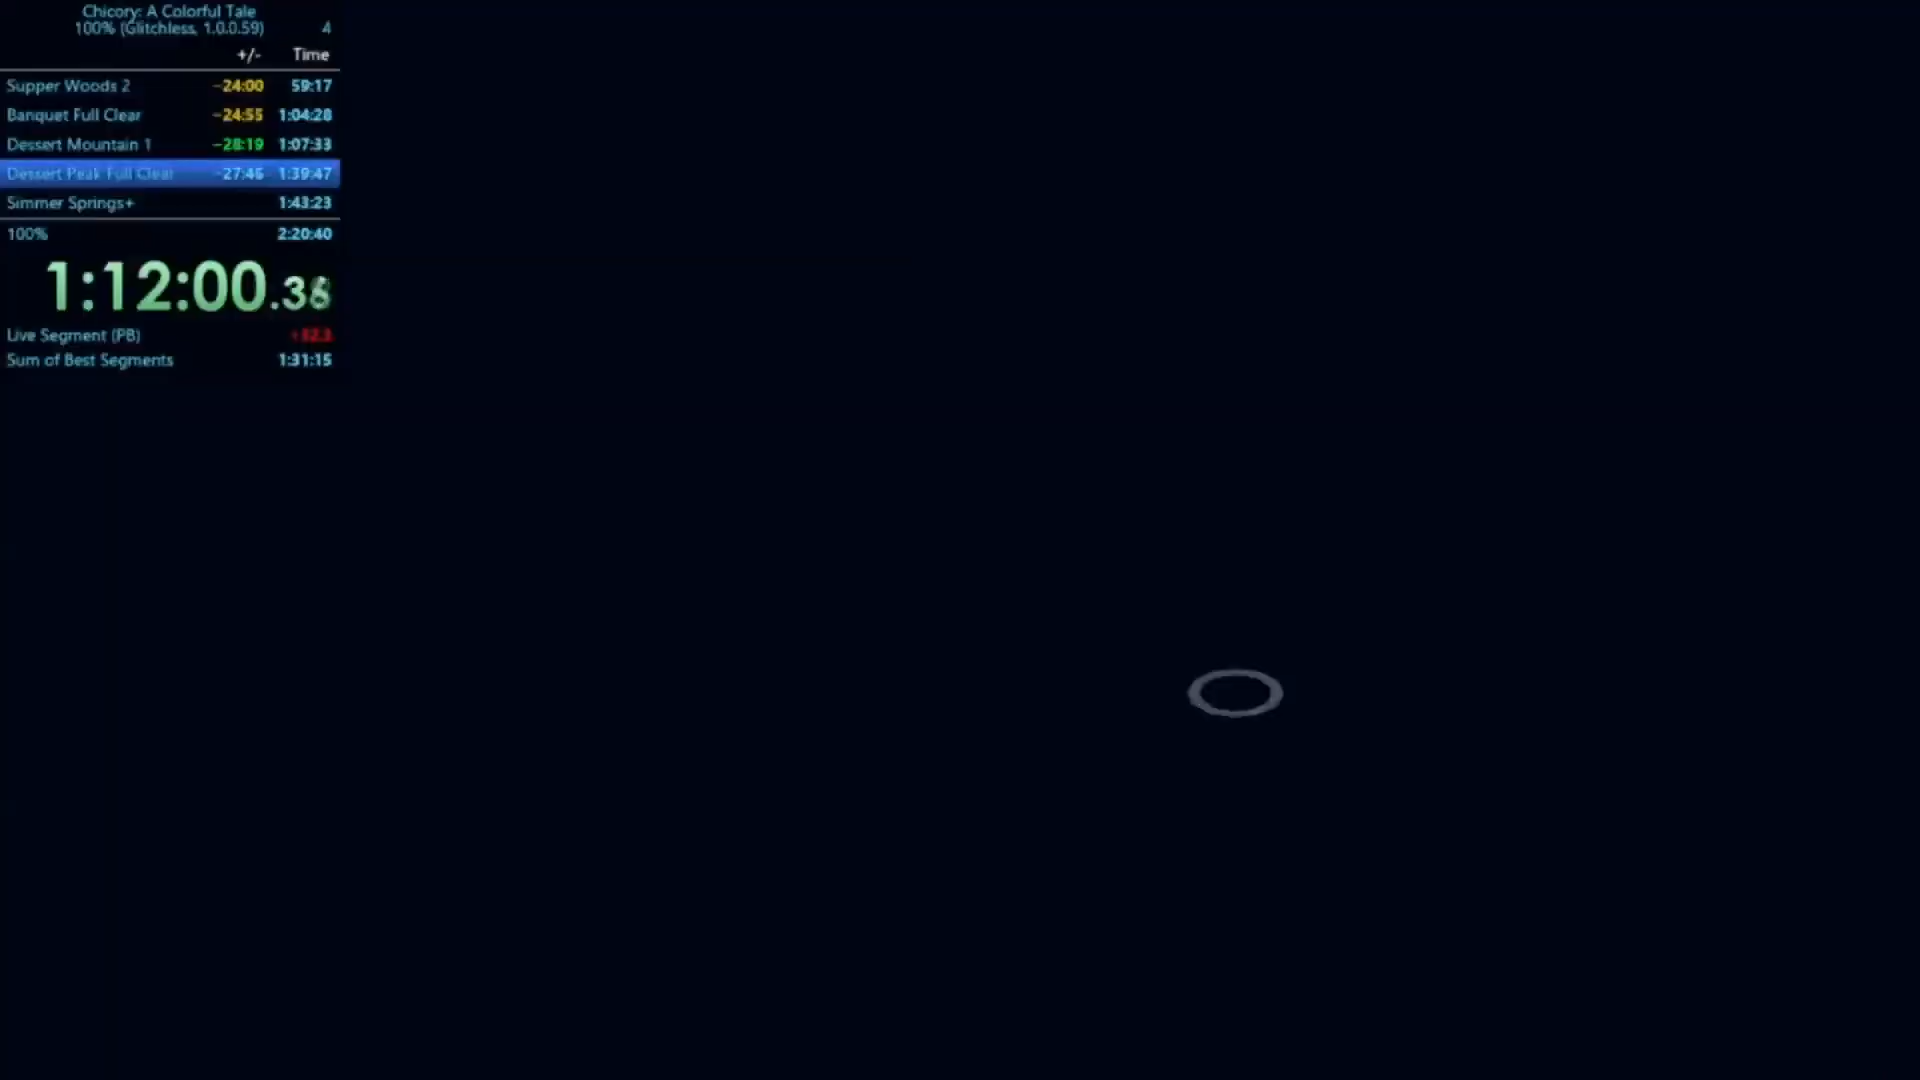 Chicory: A Colorful Tale
100% (Glitchless, 1.0.0.59) 4
+/- Time
Supper Woods 2 -24:00 59:17
Banquet Full Clear -24:55 1:04:28
Dessert Mountain 1 -28:19 1:07:33
Dessert Peak Full Clear -27:46 1:39:47
Simmer Springs+ 1:43:23
100% 2:20:40
1:12:00.36
Live Segment (PB)
Sum of Best Segments 1:31:15